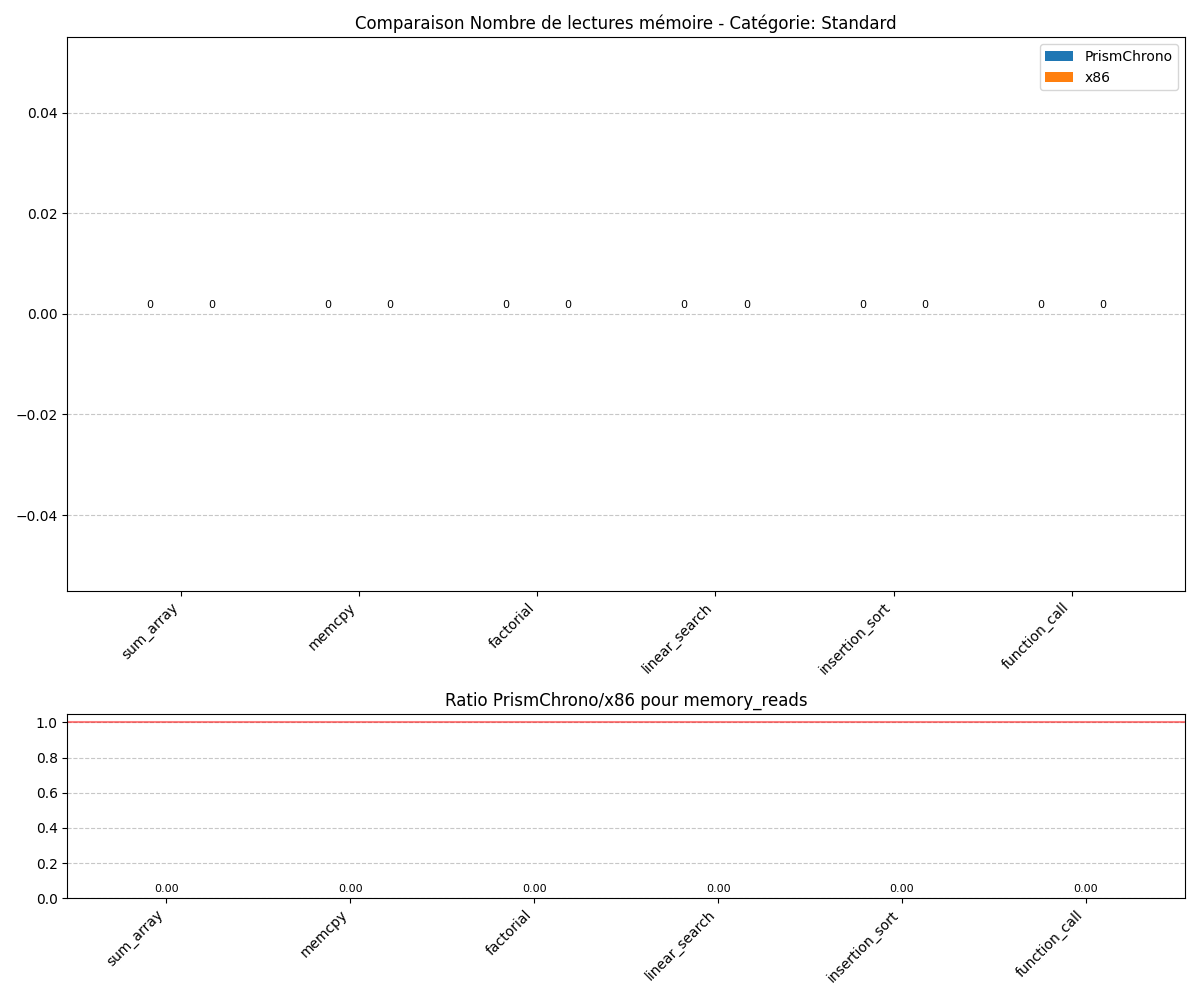 Comparaison Nombre de lectures mémoire - Catégorie: Standard
PrismChrono
x86
0.04
0.02
0.00
−0.02
−0.04
0 0 0 0 0 0 0 0 0 0 0 0
sum_array memcpy factorial linear_search insertion_sort function_call
Ratio PrismChrono/x86 pour memory_reads
1.0
0.8
0.6
0.4
0.2
0.0
0.00 0.00 0.00 0.00 0.00 0.00
sum_array memcpy factorial linear_search insertion_sort function_call